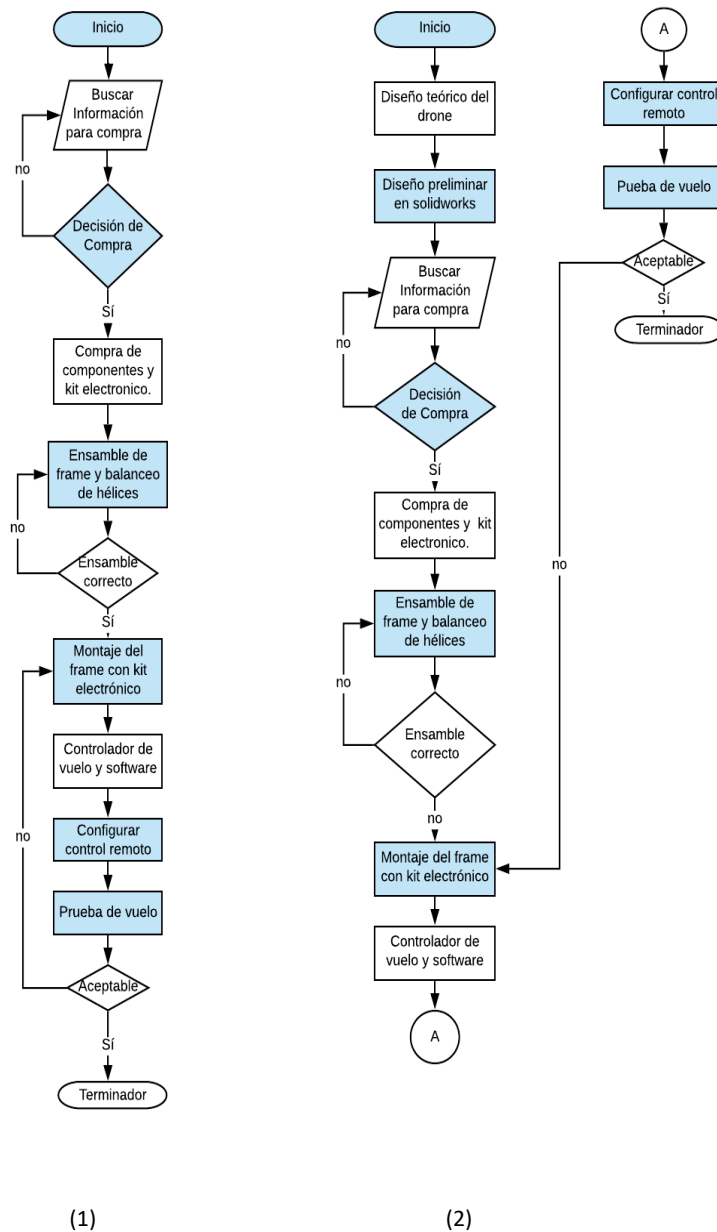 Inicio
Buscar
Información
para compra
no
Decisión de
Compra
Sí
Compra de
componentes y
kit electronico.
Ensamble de
frame y balanceo
de hélices
no
Ensamble
correcto
Sí
Montaje del
frame con kit
electrónico
Controlador de
vuelo y software
no
Configurar
control remoto
Prueba de vuelo
Aceptable
Sí
Terminador
(1)
Inicio
Diseño teórico del
drone
Diseño preliminar
en solidworks
Buscar
Información
para compra
no
Decisión
de Compra
Sí
Compra de
componentes y kit
electronico.
Ensamble de
frame y balanceo
de hélices
no
Ensamble
correcto
no
Montaje del frame
con kit electrónico
Controlador de
vuelo y software
A
A
Configurar control
remoto
Pueba de vuelo
Aceptable
Sí
Terminador
no
(2)